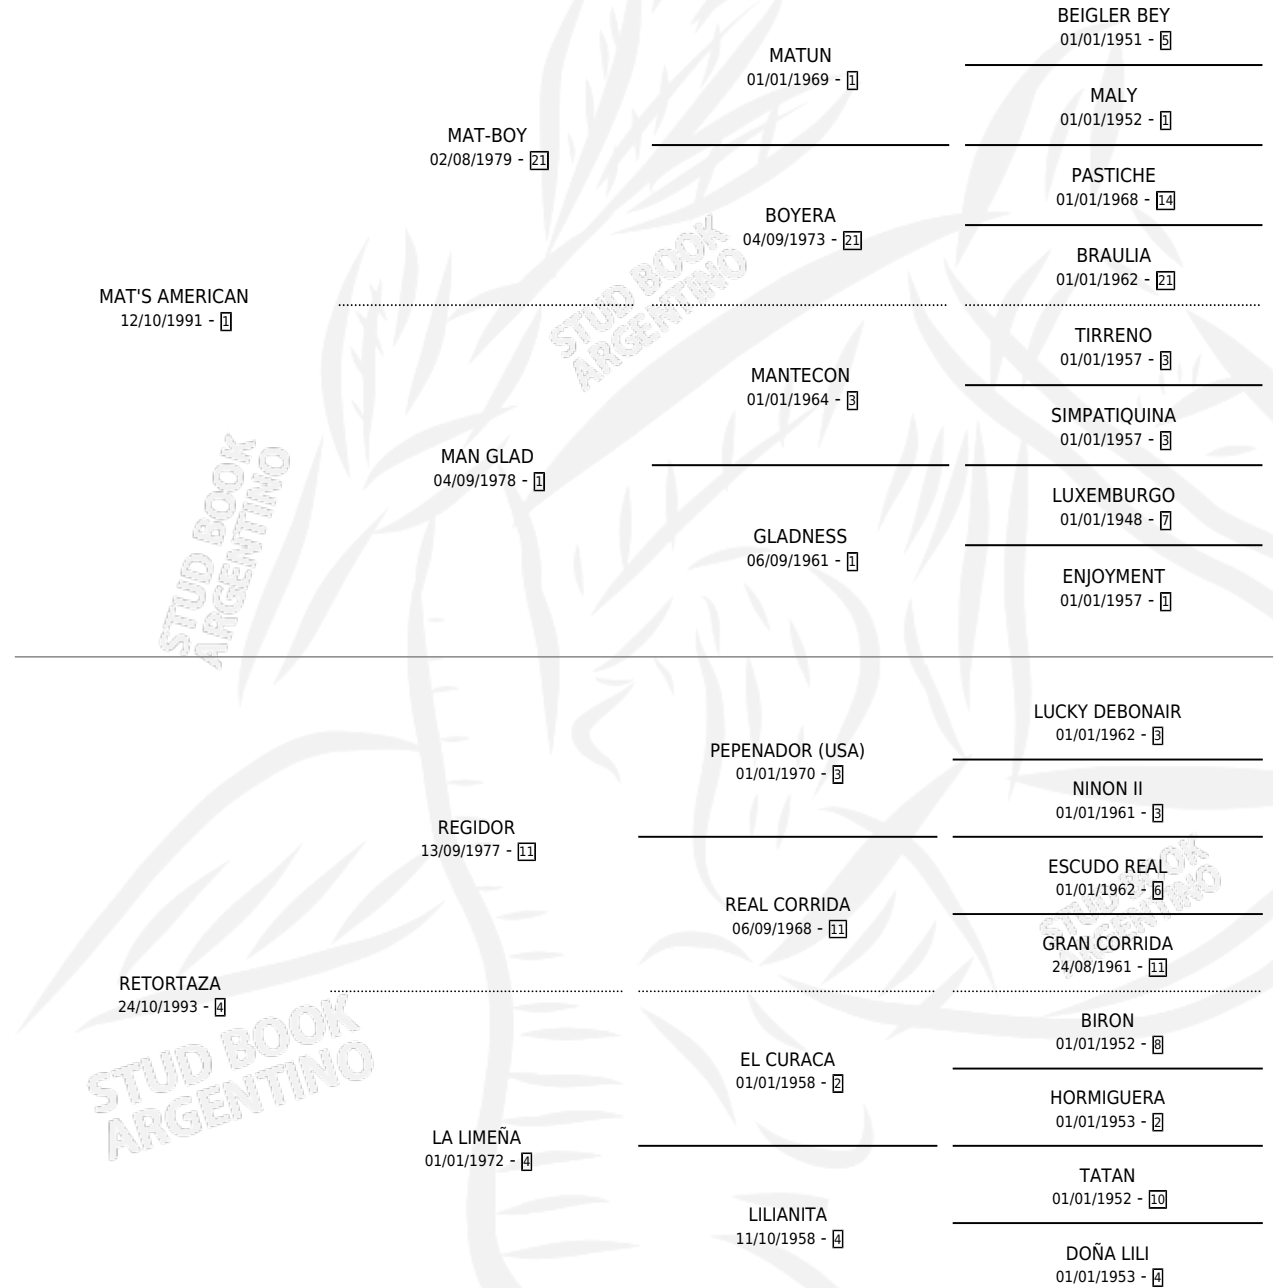 BEIGLER BEY
01/01/1951 - 5
MATUN
01/01/1969 - 1
MALY
01/01/1952 - 1
MAT-BOY
02/08/1979 - 21
PASTICHE
01/01/1968 - 14
BOYERA
04/09/1973 - 21
BRAULIA
01/01/1962 - 21
MAT'S AMERICAN
12/10/1991 - 1
STUD BOOK
ARGENTINO
TIRRENO
01/01/1957 - 3
MANTECON
01/01/1964 - 3
SIMPATIQUINA
01/01/1957 - 3
MAN GLAD
04/09/1978 - 1
LUXEMBURGO
01/01/1948 - 7
GLADNESS
06/09/1961 - 1
ENJOYMENT
01/01/1957 - 1
STUD BOOK
ARGENTINO
LUCKY DEBONAIR
01/01/1962 - 3
PEPENADOR (USA)
01/01/1970 - 3
NINON II
01/01/1961 - 3
REGIDOR
13/09/1977 - 11
ESCUDO REAL
01/01/1962 - 6
REAL CORRIDA
06/09/1968 - 11
STUD BOOK
ARGENTINO
GRAN CORRIDA
24/08/1961 - 11
RETORTAZA
24/10/1993 - 4
BIRON
01/01/1952 - 8
EL CURACA
01/01/1958 - 2
STUD BOOK
ARGENTINO
HORMIGUERA
01/01/1953 - 2
LA LIMEÑA
01/01/1972 - 4
TATAN
01/01/1952 - 10
LILIANITA
11/10/1958 - 4
DOÑA LILI
01/01/1953 - 4